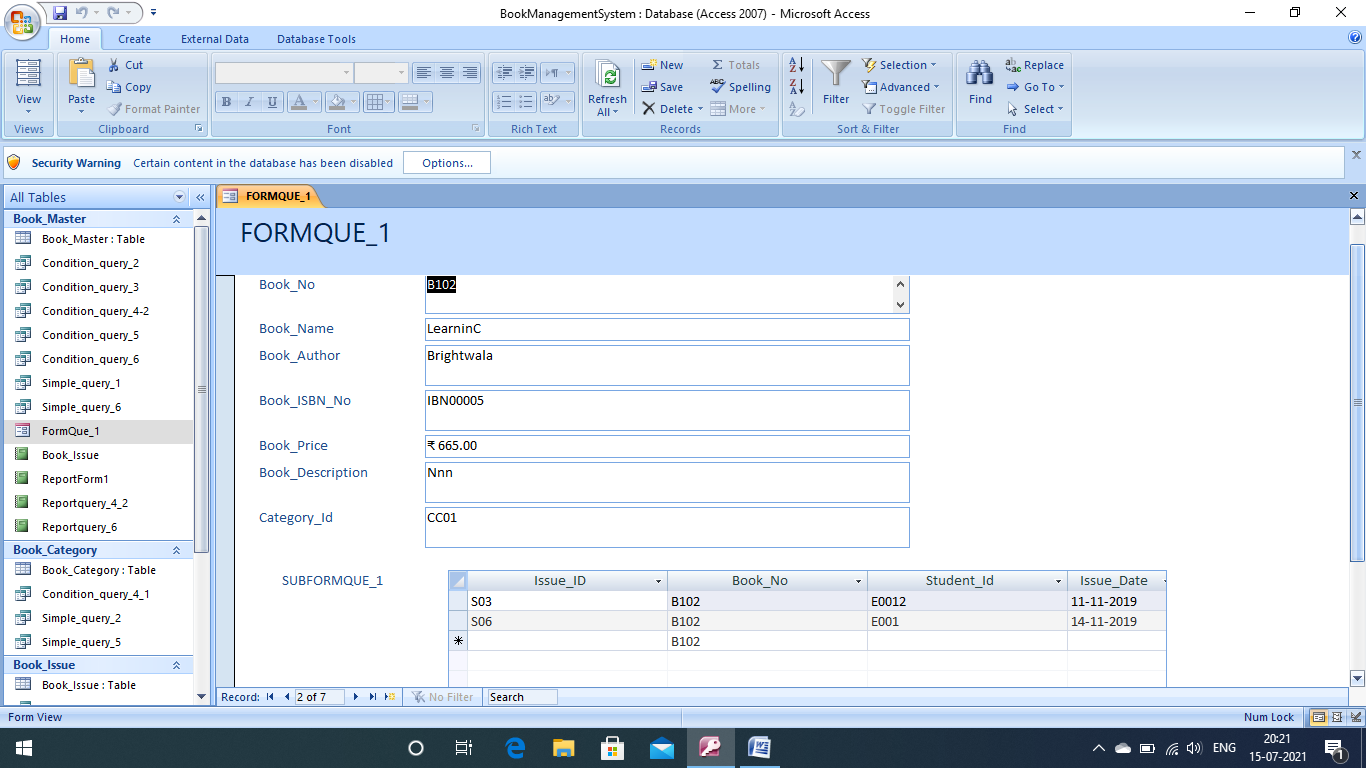 BookManagementSystem : Database (Access 2007) - Microsoft Access
Home Create External Data Database Tools
View
Views
Paste
Cut
Copy
Format Painter
Clipboard
B I U A
Font
Rich Text
Refresh All
New
Save
Delete
Totals
Spelling
More
Records
Filter
Selection
Advanced
Toggle Filter
Sort & Filter
Find
Replace
Go To
Select
Find
Security Warning Certain content in the database has been disabled Options...
All Tables
Book_Master
Book_Master : Table
Condition_query_2
Condition_query_3
Condition_query_4-2
Condition_query_5
Condition_query_6
Simple_query_1
Simple_query_6
FormQue_1
Book_Issue
ReportForm1
Reportquery_4_2
Reportquery_6
Book_Category
Book_Category : Table
Condition_query_4_1
Simple_query_2
Simple_query_5
Book_Issue
Book_Issue : Table
FORMQUE_1
FORMQUE_1
Book_No B102
Book_Name LearninC
Book_Author Brightwala
Book_ISBN_No IBN00005
Book_Price ₹ 665.00
Book_Description Nnn
Category_Id CC01
SUBFORMQUE_1
Issue_ID Book_No Student_Id Issue_Date
S03 B102 E0012 11-11-2019
S06 B102 E001 14-11-2019
B102
Record: 2 of 7 No Filter Search
Form View Num Lock
ENG 20:21
15-07-2021
1